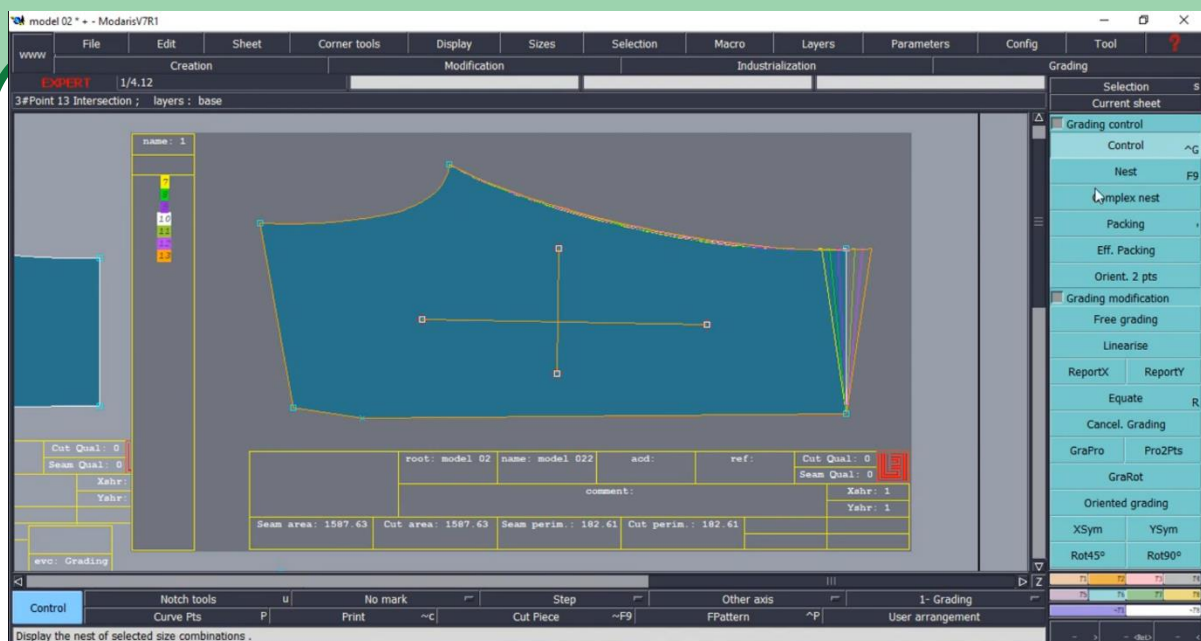 model 02 * + - ModarisV7R1
www File Edit Sheet Corner tools Display Sizes Selection Macro Layers Parameters Config Tool ?
Creation Modification Industrialization Grading
EXPERT 1/4.12
Selection S
3#Point 13 Intersection ; layers : base
Current sheet
Grading control
Control ^G
Nest F9
Complex nest
Packing ,
Eff. Packing
Orient. 2 pts
Grading modification
Free grading
Linearise
ReportX ReportY
Equate R
Cancel. Grading
GraPro Pro2Pts
GraRot
Oriented grading
XSym YSym
Rot45º Rot90º
name: 1
7
10
11
12
13
Cut Qual: 0
Seam Qual: 0
Xshr:
Yshr:
evc: Grading
root: model 02 name: model 022 acd: ref: Cut Qual: 0
Seam Qual: 0
comment: Xshr: 1
Yshr: 1
Seam area: 1587.63 Cut area: 1587.63 Seam perim.: 182.61 Cut perim.: 182.61
Z
Control
Notch tools u No mark Step Other axis 1- Grading
Curve Pts P Print ~c Cut Piece ~F9 FPattern ^P User arrangement
Display the nest of selected size combinations .